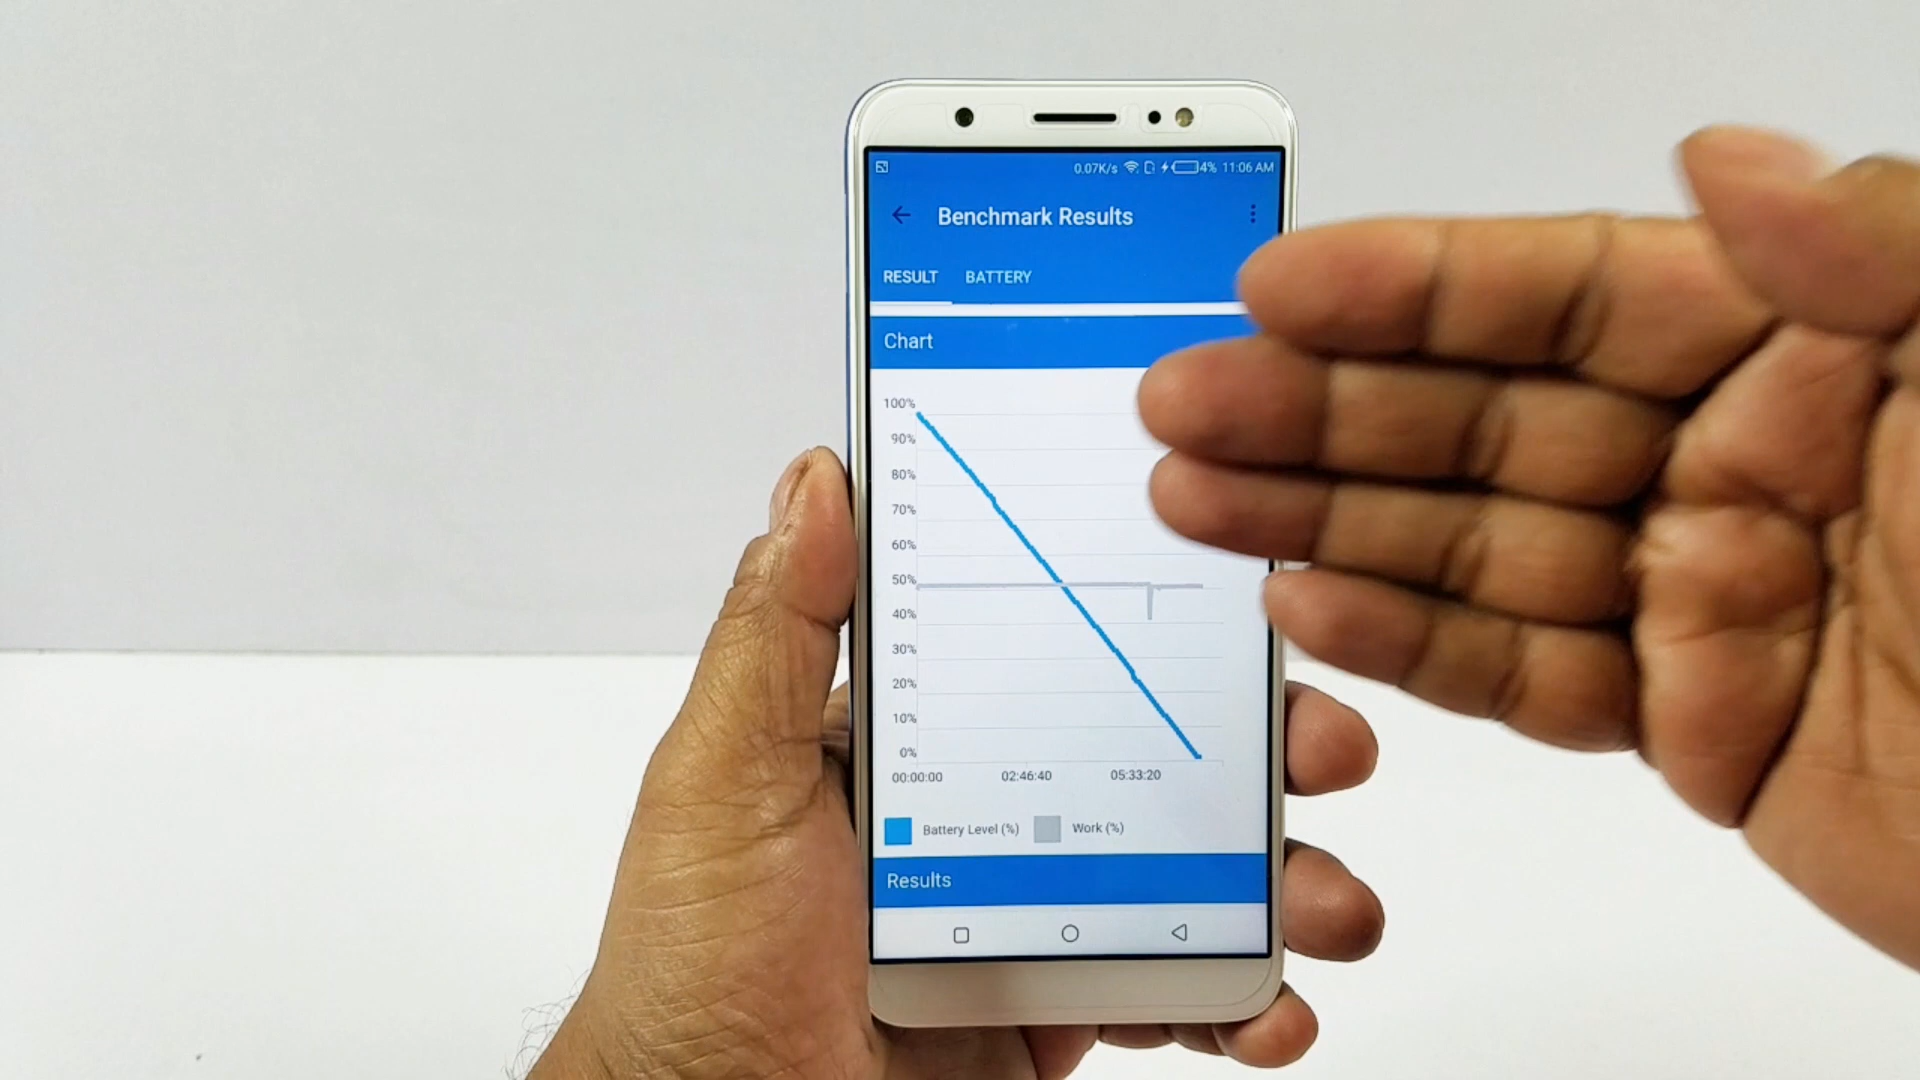 0.07K/s 4% 11:06 AM
Benchmark Results
RESULT BATTERY
Chart
100%
90%
80%
70%
60%
50%
40%
30%
20%
10%
0%
00:00:00 02:46:40 05:33:20
Battery Level (%) Work (%)
Results